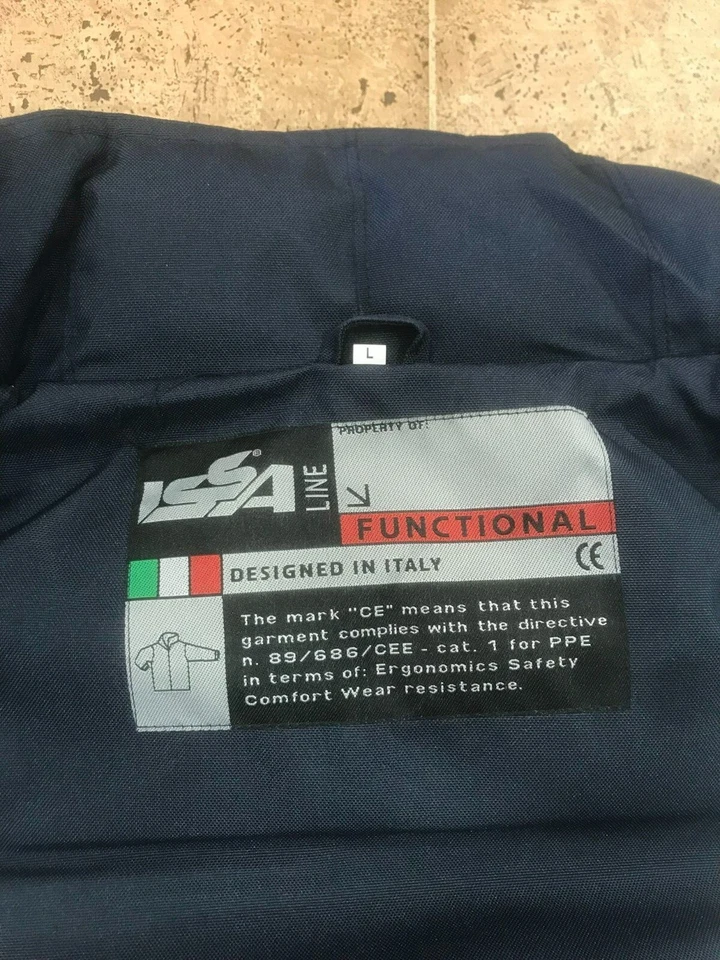 L
PROPERTY OF:
ISSA® LINE
FUNCTIONAL
DESIGNED IN ITALY CE
The mark "CE" means that this
garment complies with the directive
n. 89/686/CEE - cat. 1 for PPE
in terms of: Ergonomics Safety
Comfort Wear resistance.